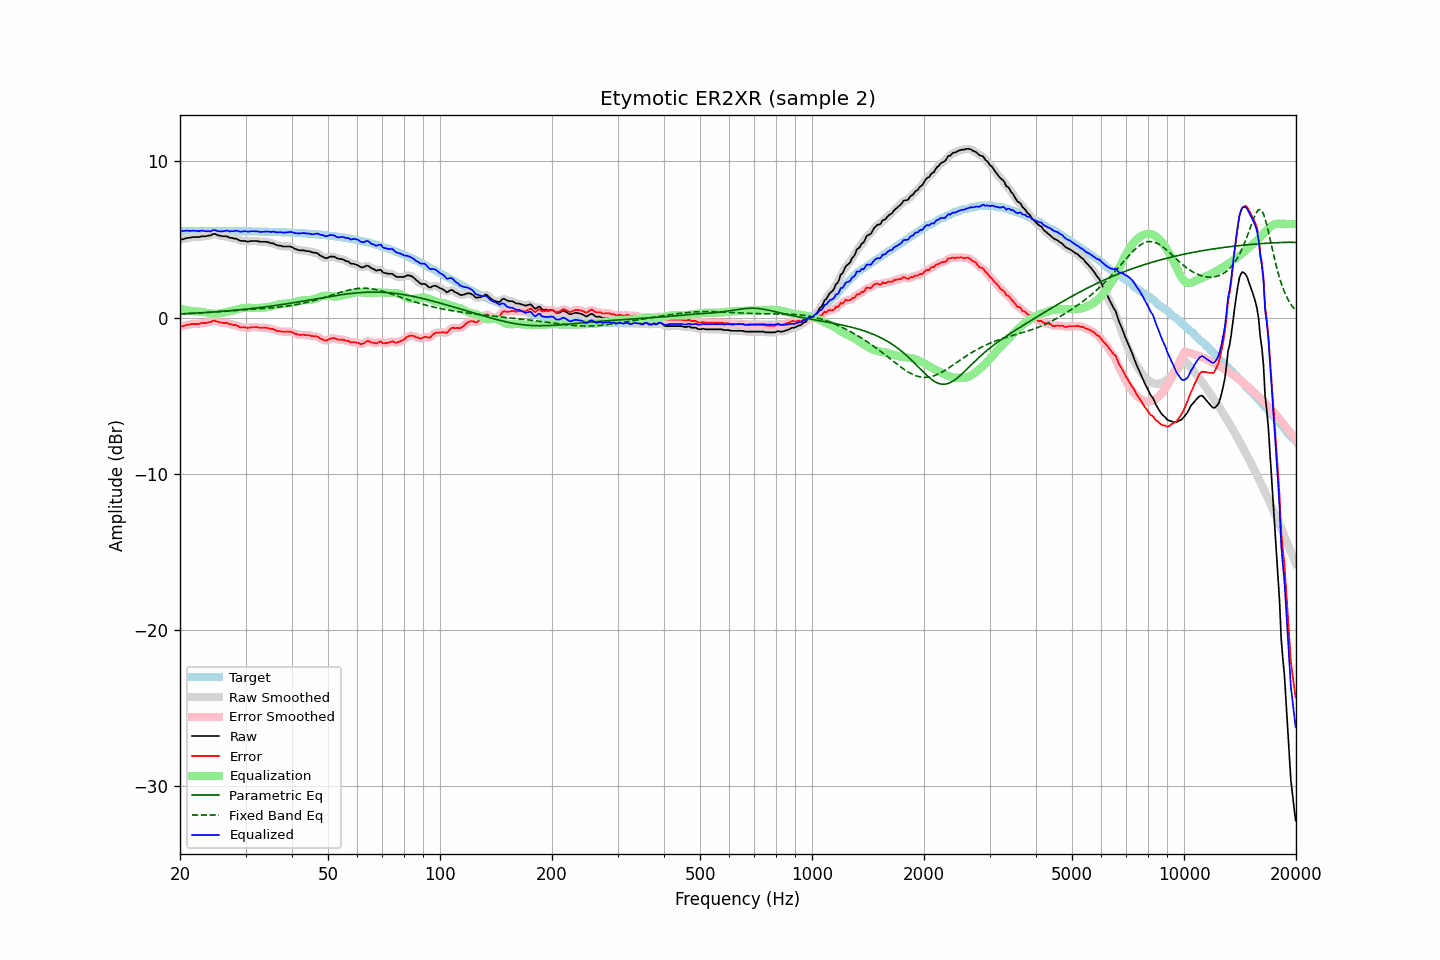 Etymotic ER2XR (sample 2)
10
0
−10
−20
−30
Amplitude (dBr)
Target
Raw Smoothed
Error Smoothed
Raw
Error
Equalization
Parametric Eq
Fixed Band Eq
Equalized
20 50 100 200 500 1000 2000 5000 10000 20000
Frequency (Hz)